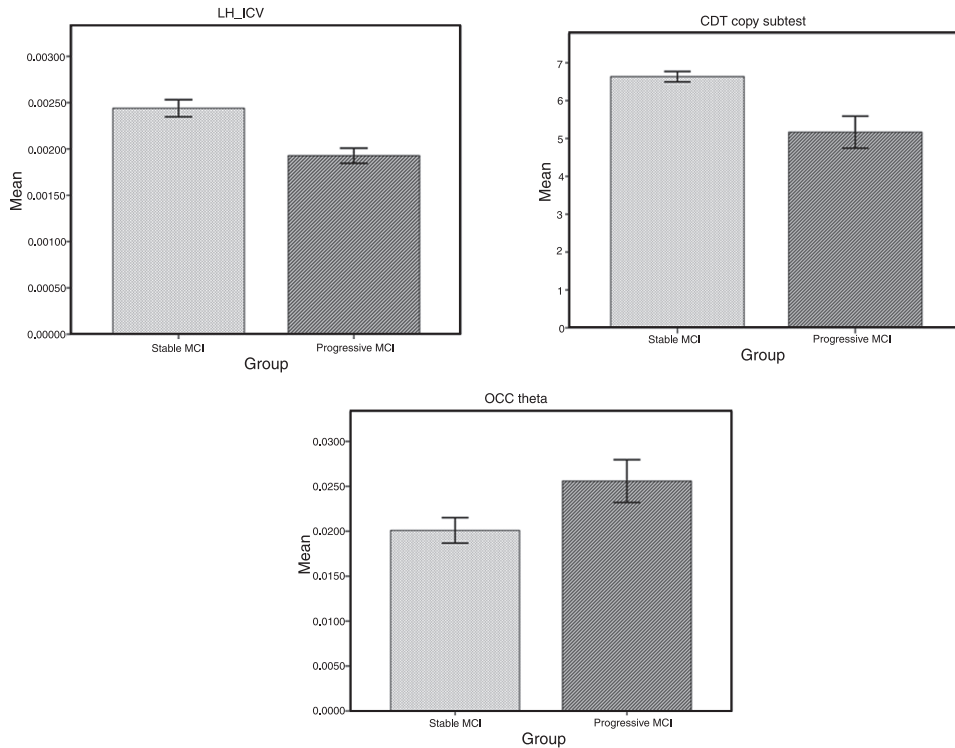 LH_ICV
Mean
0.00300
0.00250
0.00200
0.00150
0.00100
0.00050
0.00000
Stable MCI
Progressive MCI
Group
CDT copy subtest
Mean
7
6
5
4
3
2
1
0
Stable MCI
Progressive MCI
Group
OCC theta
Mean
0.0300
0.0250
0.0200
0.0150
0.0100
0.0050
0.0000
Stable MCI
Progressive MCI
Group